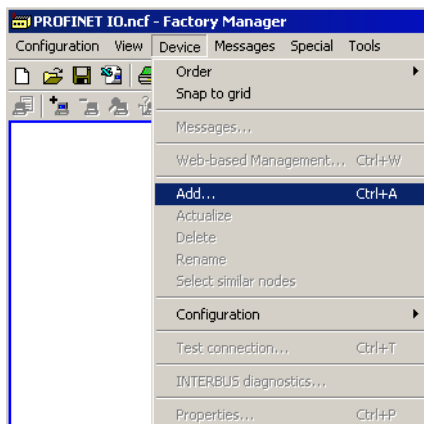 PROFINET IO.ncf - Factory Manager
Configuration View Device Messages Special Tools
Order
Snap to grid
Messages...
Web-based Management... Ctrl+W
Add... Ctrl+A
Actualize
Delete
Rename
Select similar nodes
Configuration
Test connection... Ctrl+T
INTERBUS diagnostics...
Properties... Ctrl+P